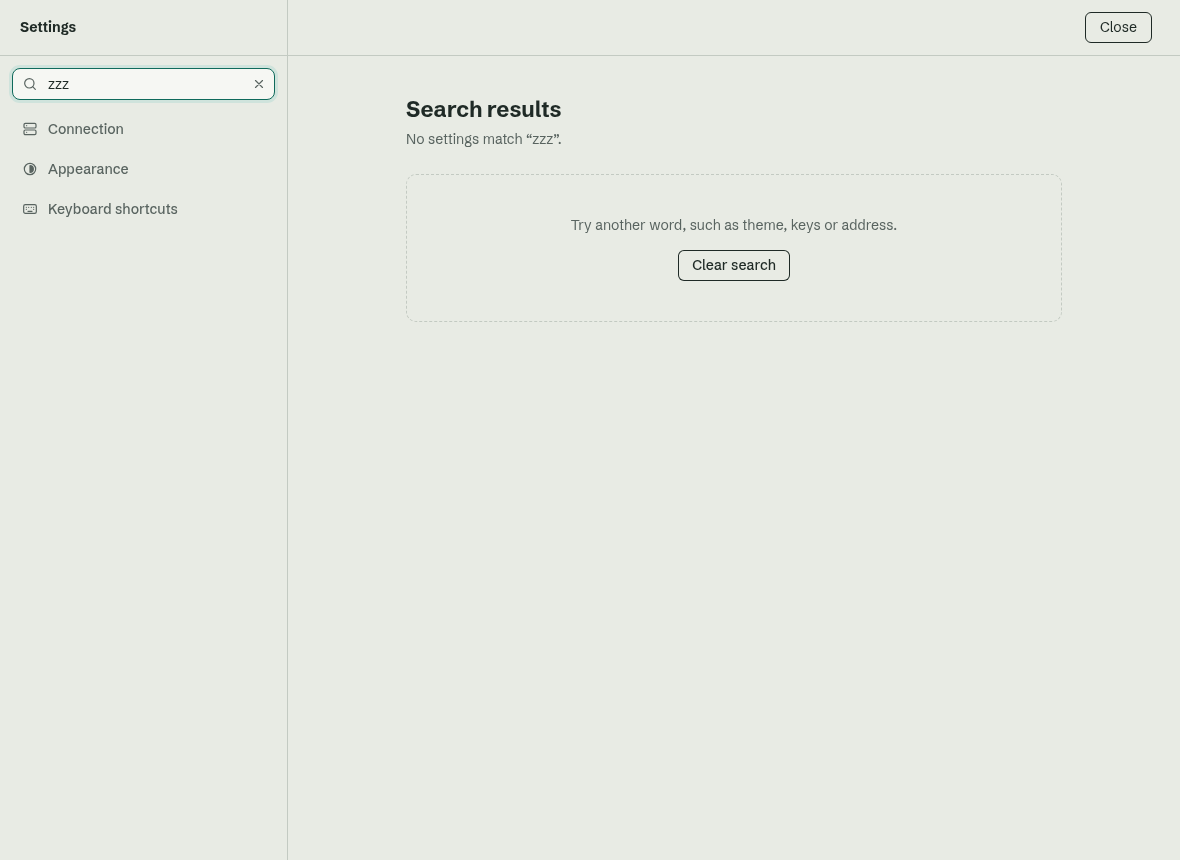 Settings
Close
zzz
Connection
Appearance
Keyboard shortcuts
Search results
No settings match “zzz”.
Try another word, such as theme, keys or address.
Clear search